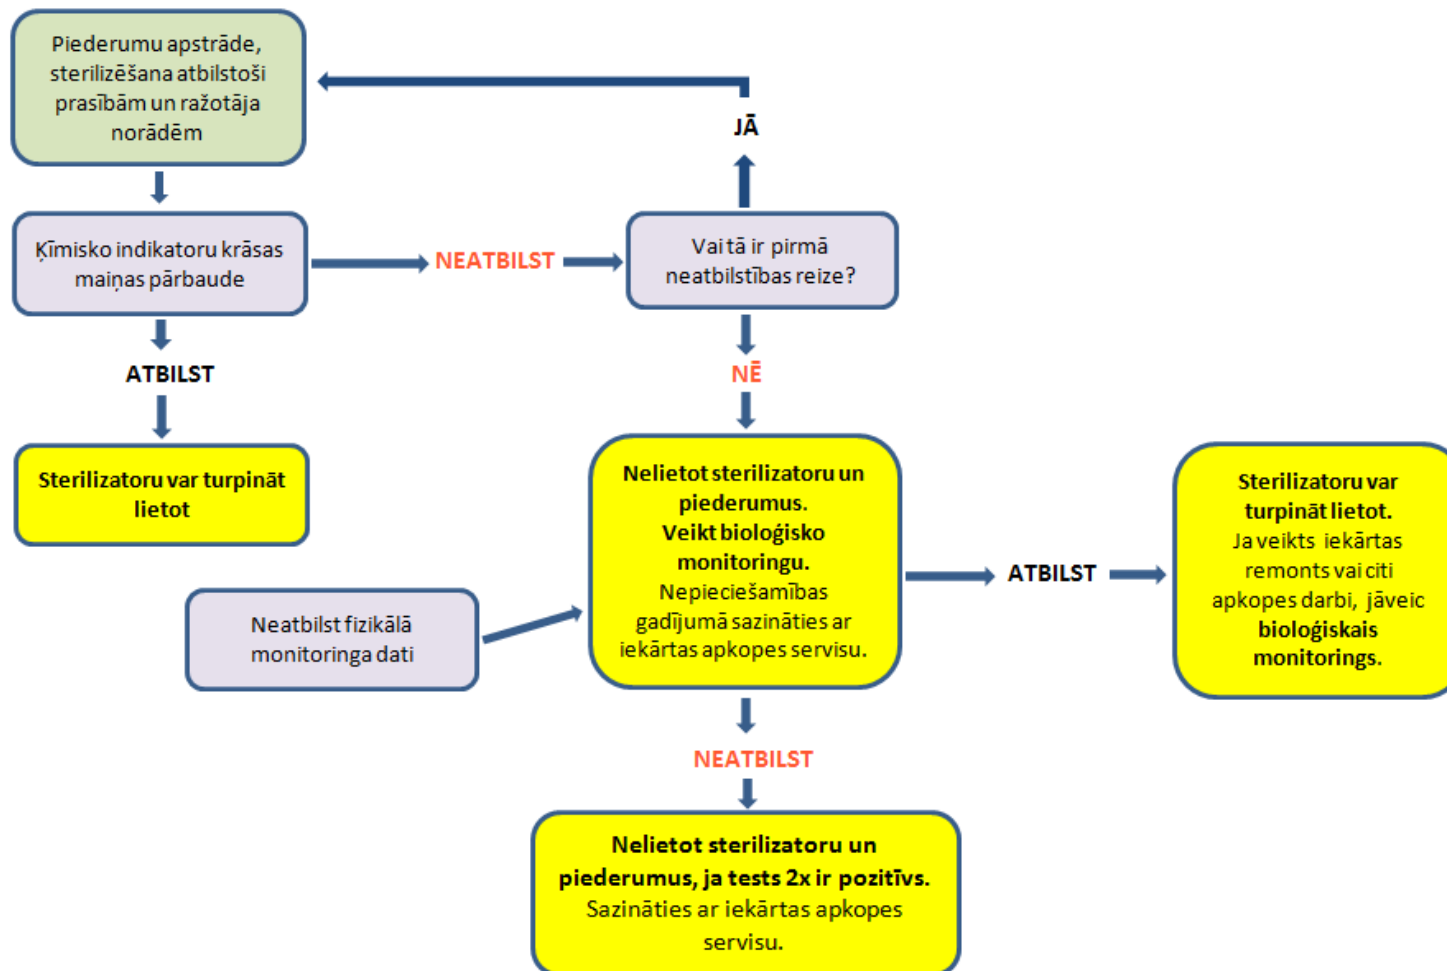 Piederumu apstrāde,
sterilizēšana atbilstoši
prasībām un ražotāja
norādēm
JĀ
Ķīmisko indikatoru krāsas
maiņas pārbaude
NEATBILST
Vai tā ir pirmā
neatbilstības reize?
ATBILST
NĒ
Sterilizatoru var turpināt
lietot
Nelietot sterilizatoru un
piederumus.
Veikt bioloģisko
monitoringu.
Nepieciešamības
gadījumā sazināties ar
iekārtas apkopes servisu.
ATBILST
Sterilizatoru var
turpināt lietot.
Ja veikts iekārtas
remonts vai citi
apkopes darbi, jāveic
bioloģiskais
monitorings.
Neatbilst fizikālā
monitoringa dati
NEATBILST
Nelietot sterilizatoru un
piederumus, ja tests 2x ir pozitīvs.
Sazināties ar iekārtas apkopes
servisu.